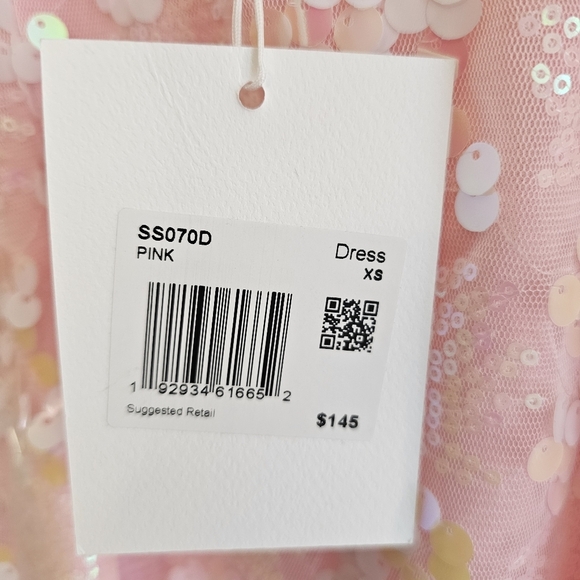 SS070D
PINK
Dress
XS
1 92934 61665 2
Suggested Retail
$145